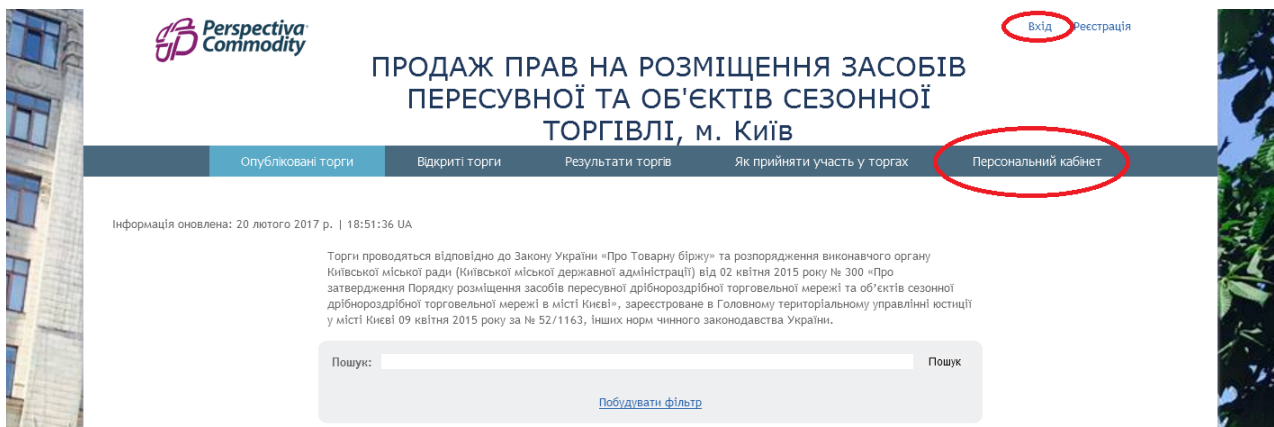 Perspectiva
Commodity
Вхід Реєстрація
ПРОДАЖ ПРАВ НА РОЗМІЩЕННЯ ЗАСОБІВ
ПЕРЕСУВНОЇ ТА ОБ'ЄКТІВ СЕЗОННОЇ
ТОРГІВЛІ, м. Київ
Опубліковані торги Відкриті торги Результати торгів Як прийняти участь у торгах Персональний кабінет
Інформація оновлена: 20 лютого 2017 р. | 18:51:36 UA
Торги проводяться відповідно до Закону України «Про Товарну біржу» та розпорядження виконавчого органу
Київської міської ради (Київської міської державної адміністрації) від 02 квітня 2015 року № 300 «Про
затвердження Порядку розміщення засобів пересувної дрібнороздрібної торговельної мережі та об’єктів сезонної
дрібнороздрібної торговельної мережі в місті Києві», зареєстроване в Головному територіальному управлінні юстиції
у місті Києві 09 квітня 2015 року за № 52/1163, інших норм чинного законодавства України.
Пошук: Пошук
Побудувати фільтр